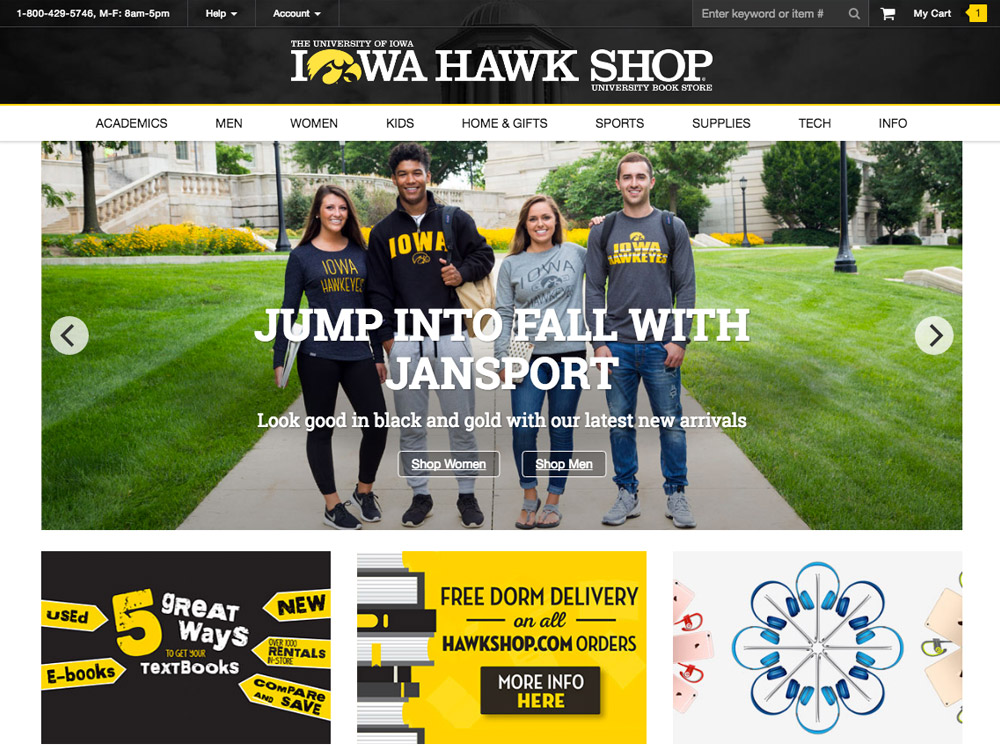 1-800-429-5746, M-F: 8am-5pm
Help
Account
Enter keyword or item #
My Cart
1
THE UNIVERSITY OF IOWA
IOWA HAWK SHOP
UNIVERSITY BOOK STORE
ACADEMICS
MEN
WOMEN
KIDS
HOME & GIFTS
SPORTS
SUPPLIES
TECH
INFO
IOWA
HAWKEYES
IOWA
IOWA
HAWKEYES
IOWA
HAWKEYES
JUMP INTO FALL WITH
JANSPORT
Look good in black and gold with our latest new arrivals
Shop Women
Shop Men
USEd
E-books
5 gREAT
Ways
TO GET YOUR
TEXTBOOKS
NEW
OVER 1000
RENTALS
IN-STORE
COMPARE
AND SAVE
FREE DORM DELIVERY
on all
HAWKSHOP.COM ORDERS
MORE INFO
HERE